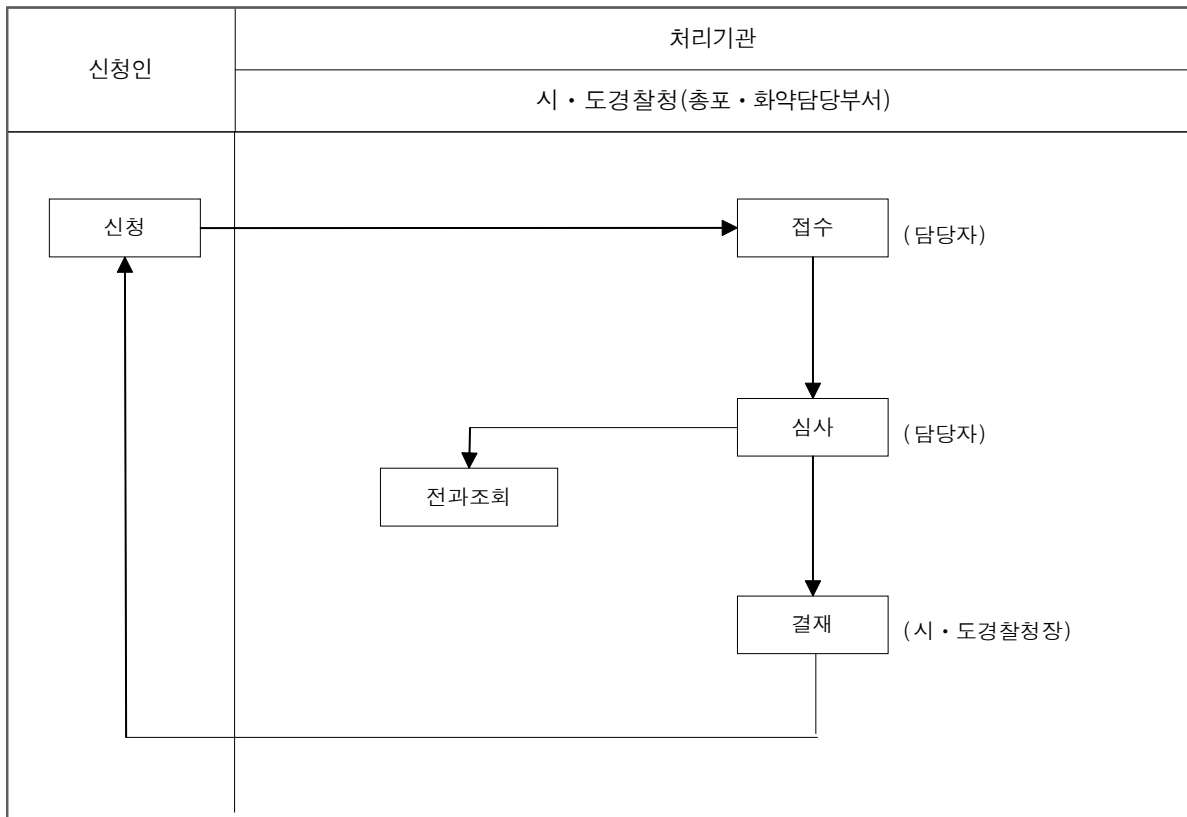 신청인
처리기관
시・도경찰청(총포・화약담당부서)
신청
접수
(담당자)
심사
(담당자)
전과조회
결재
(시・도경찰청장)